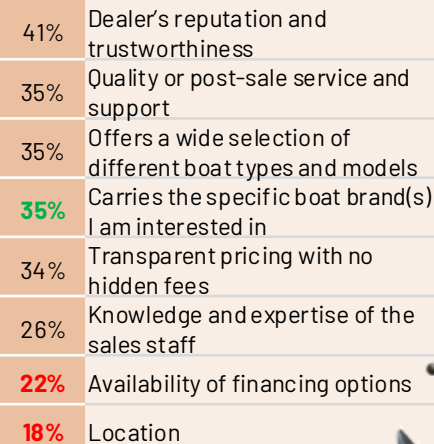 41%
Dealer's reputation and
trustworthiness
35%
Quality or post-sale service and
support
35%
Offers a wide selection of
different boat types and models
35%
Carries the specific boat brand(s)
I am interested in
34%
Transparent pricing with no
hidden fees
26%
Knowledge and expertise of the
sales staff
22%
Availability of financing options
18%
Location